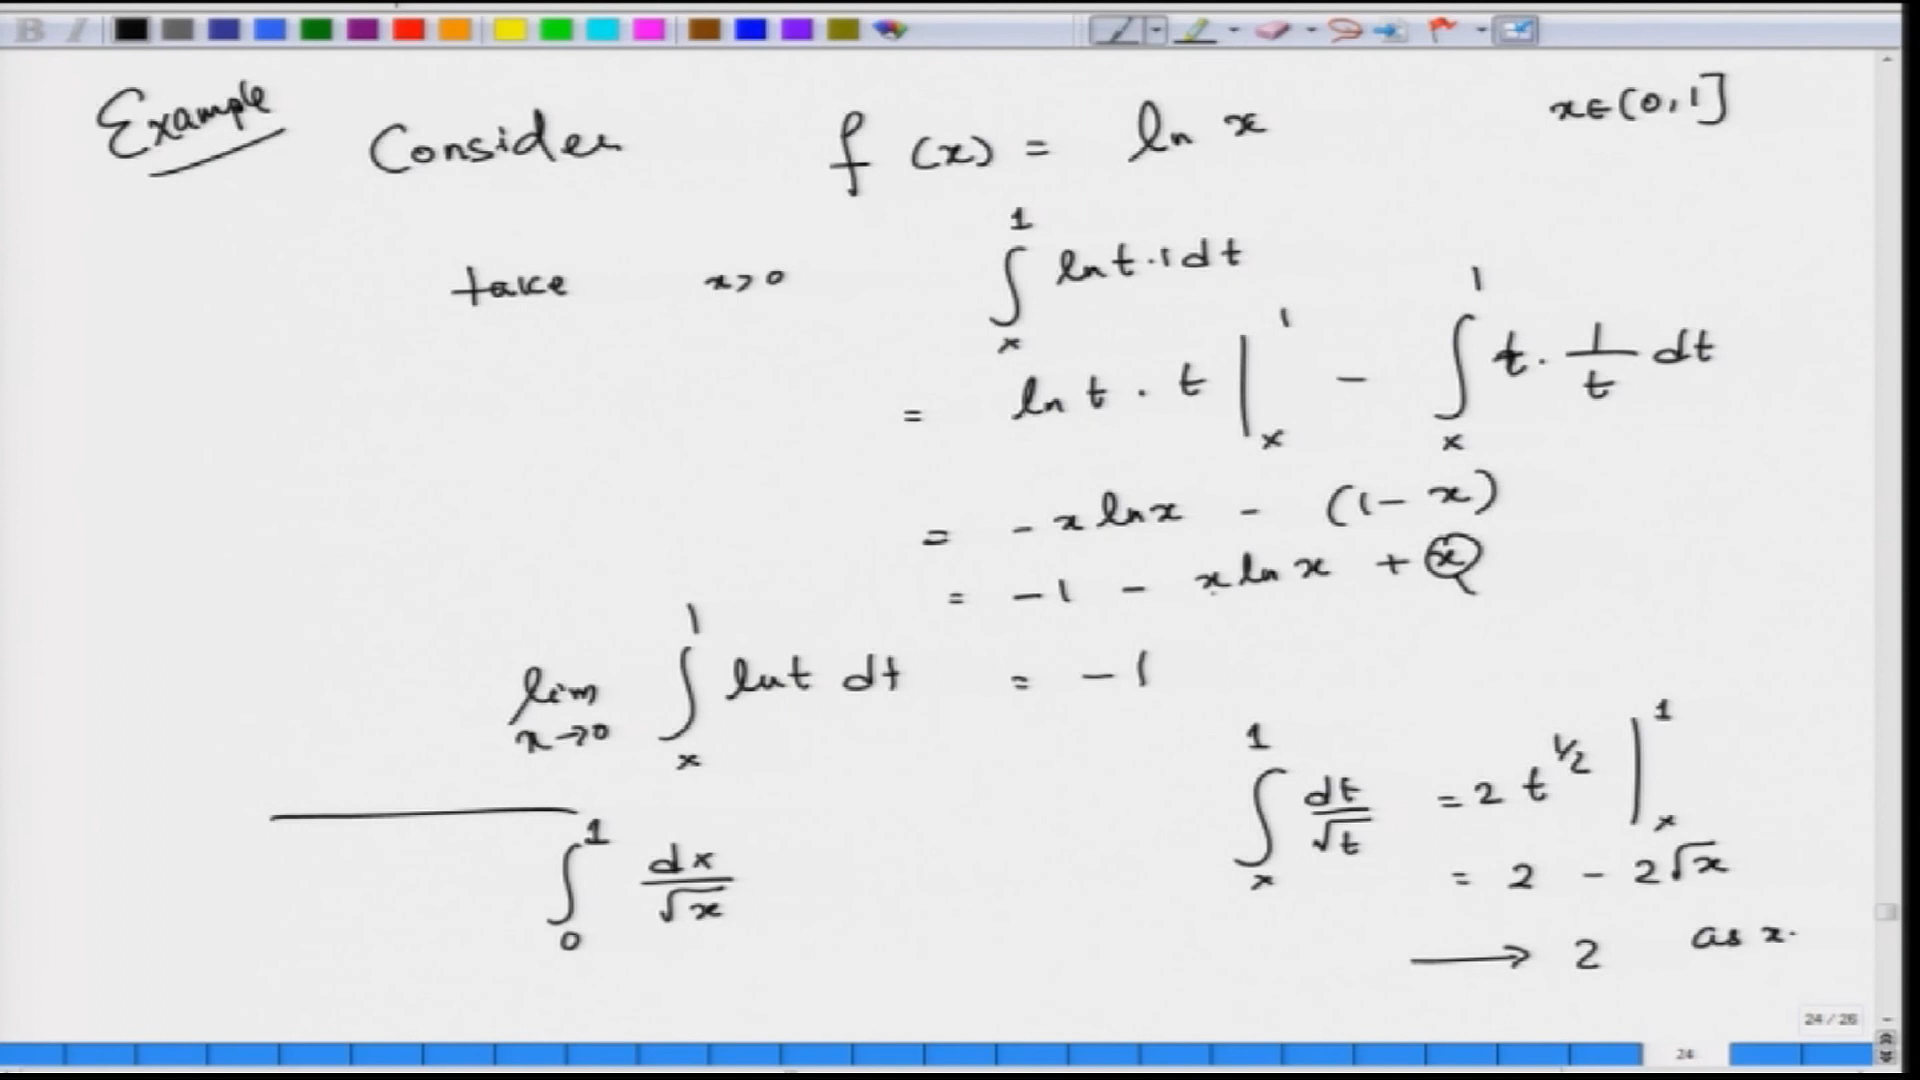 B I
Example Consider f(x) = ln x x∈(0,1]
take x>0 ∫_x^1 ln t·1 dt
= ln t · t |_x^1 - ∫_x^1 t · 1/t dt
= - x ln x - (1 - x)
= -1 - x ln x + x
lim_{x→0} ∫_x^1 ln t dt = -1
∫_0^1 dx/√x
∫_x^1 dt/√t = 2 t^{1/2} |_x^1
= 2 - 2√x
⟶ 2 as x
24 / 26
24